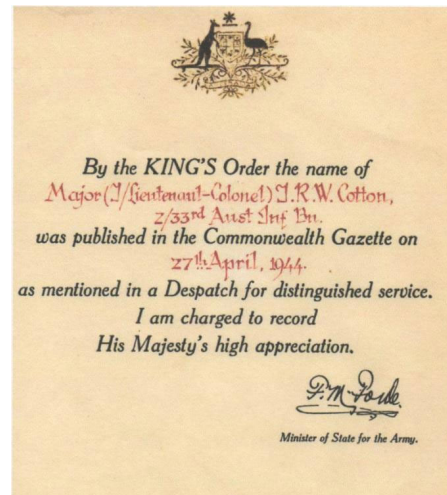 By the KING'S Order the name of
Major (T/Lieutenant-Colonel) T.R.W. Cotton,
2/33rd Aust Inf Bn.
was published in the Commonwealth Gazette on
27th April, 1944.
as mentioned in a Despatch for distinguished service.
I am charged to record
His Majesty's high appreciation.
F.M. Forde.
Minister of State for the Army.